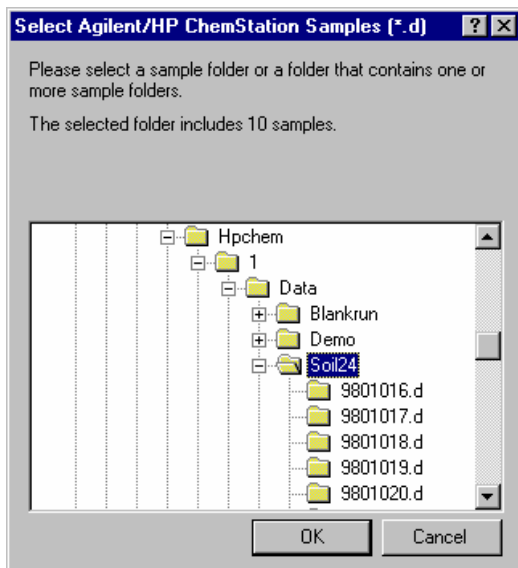 Select Agilent/HP ChemStation Samples (*.d)
Please select a sample folder or a folder that contains one or
more sample folders.
The selected folder includes 10 samples.
Hpchem
1
Data
Blankrun
Demo
Soil24
9801016.d
9801017.d
9801018.d
9801019.d
9801020.d
OK Cancel